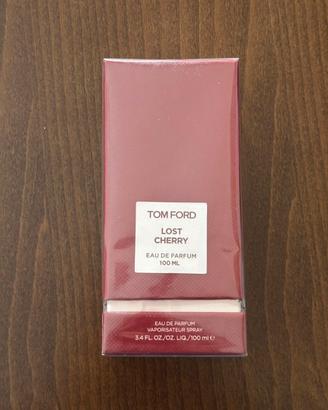 TOM FORD
LOST
CHERRY
EAU DE PARFUM
100 ML
EAU DE PARFUM
VAPORISATEUR SPRAY
3.4 FL. OZ./OZ. LIQ./100 ml ℮